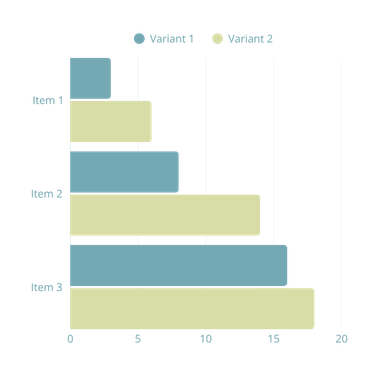 Variant 1 Variant 2
Item 1
Item 2
Item 3
0 5 10 15 20